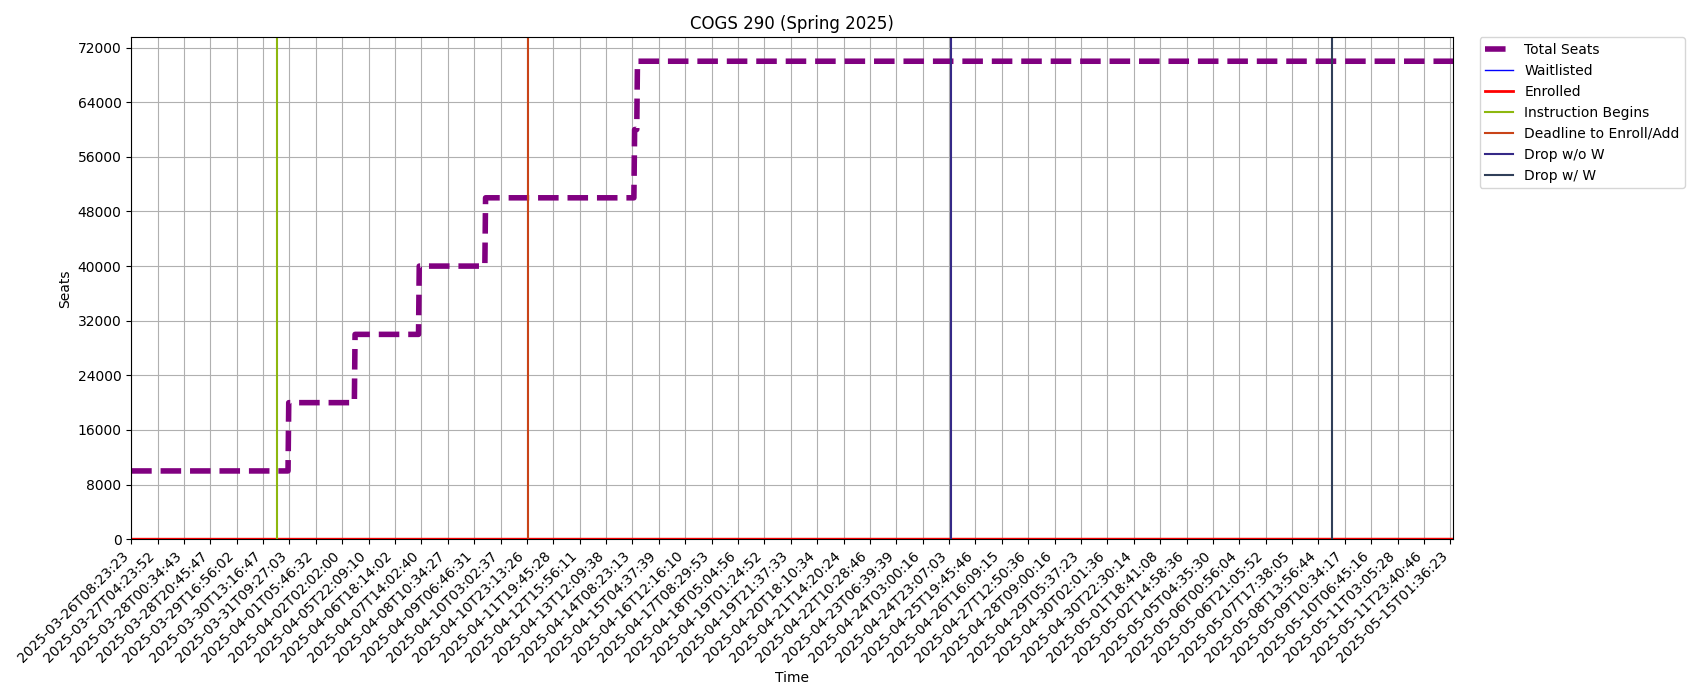 COGS 290 (Spring 2025)
72000
64000
56000
48000
40000
32000
24000
16000
8000
0
Seats
2025-03-26T08:23:23
2025-03-27T04:23:52
2025-03-28T00:34:43
2025-03-28T20:45:47
2025-03-29T16:56:02
2025-03-30T13:16:47
2025-03-31T09:27:03
2025-04-01T05:46:32
2025-04-02T02:02:00
2025-04-05T22:09:10
2025-04-06T18:14:02
2025-04-07T14:02:40
2025-04-08T10:34:27
2025-04-09T06:46:31
2025-04-10T03:02:37
2025-04-10T23:13:26
2025-04-11T19:45:28
2025-04-12T15:56:11
2025-04-13T12:09:38
2025-04-14T08:23:13
2025-04-15T04:37:39
2025-04-16T12:16:10
2025-04-17T08:29:53
2025-04-18T05:04:56
2025-04-19T01:24:52
2025-04-19T21:37:33
2025-04-20T18:10:34
2025-04-21T14:20:24
2025-04-22T10:28:46
2025-04-23T06:39:39
2025-04-24T03:00:16
2025-04-24T23:07:03
2025-04-25T19:45:46
2025-04-26T16:09:15
2025-04-27T12:50:36
2025-04-28T09:00:16
2025-04-29T05:37:23
2025-04-30T02:01:36
2025-04-30T22:30:14
2025-05-01T18:41:08
2025-05-02T14:58:36
2025-05-05T04:35:30
2025-05-06T00:56:04
2025-05-06T21:05:52
2025-05-07T17:38:05
2025-05-08T13:56:44
2025-05-09T10:34:17
2025-05-10T06:45:16
2025-05-11T03:05:28
2025-05-11T23:40:46
2025-05-15T01:36:23
Time
Total Seats
Waitlisted
Enrolled
Instruction Begins
Deadline to Enroll/Add
Drop w/o W
Drop w/ W